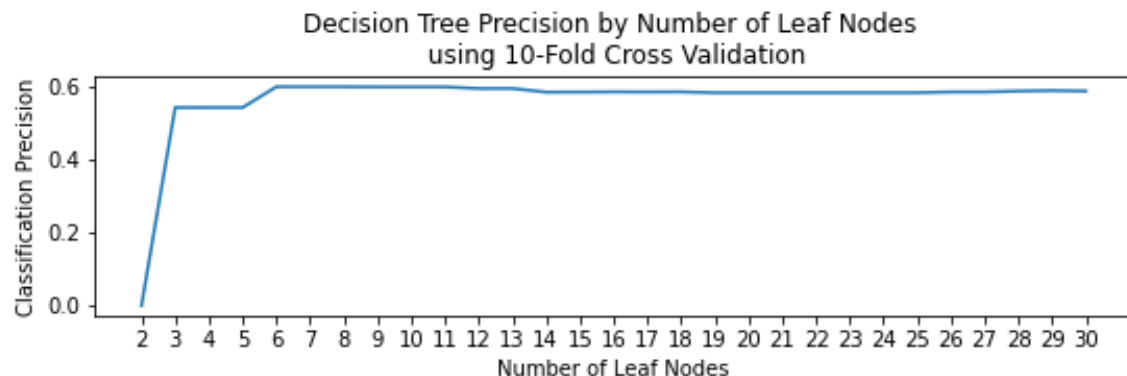 Decision Tree Precision by Number of Leaf Nodes
using 10-Fold Cross Validation
Classification Precision
0.6
0.4
0.2
0.0
2 3 4 5 6 7 8 9 10 11 12 13 14 15 16 17 18 19 20 21 22 23 24 25 26 27 28 29 30
Number of Leaf Nodes